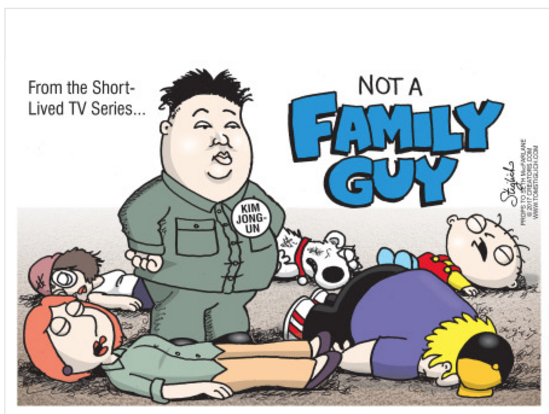 From the Short-
Lived TV Series...
NOT A
FAMILY
GUY
KIM
JONG-
UN
Stiglich
PROPS TO SETH MacFARLANE
© 2017 CREATORS.COM
WWW.TOMSTIGLICH.COM